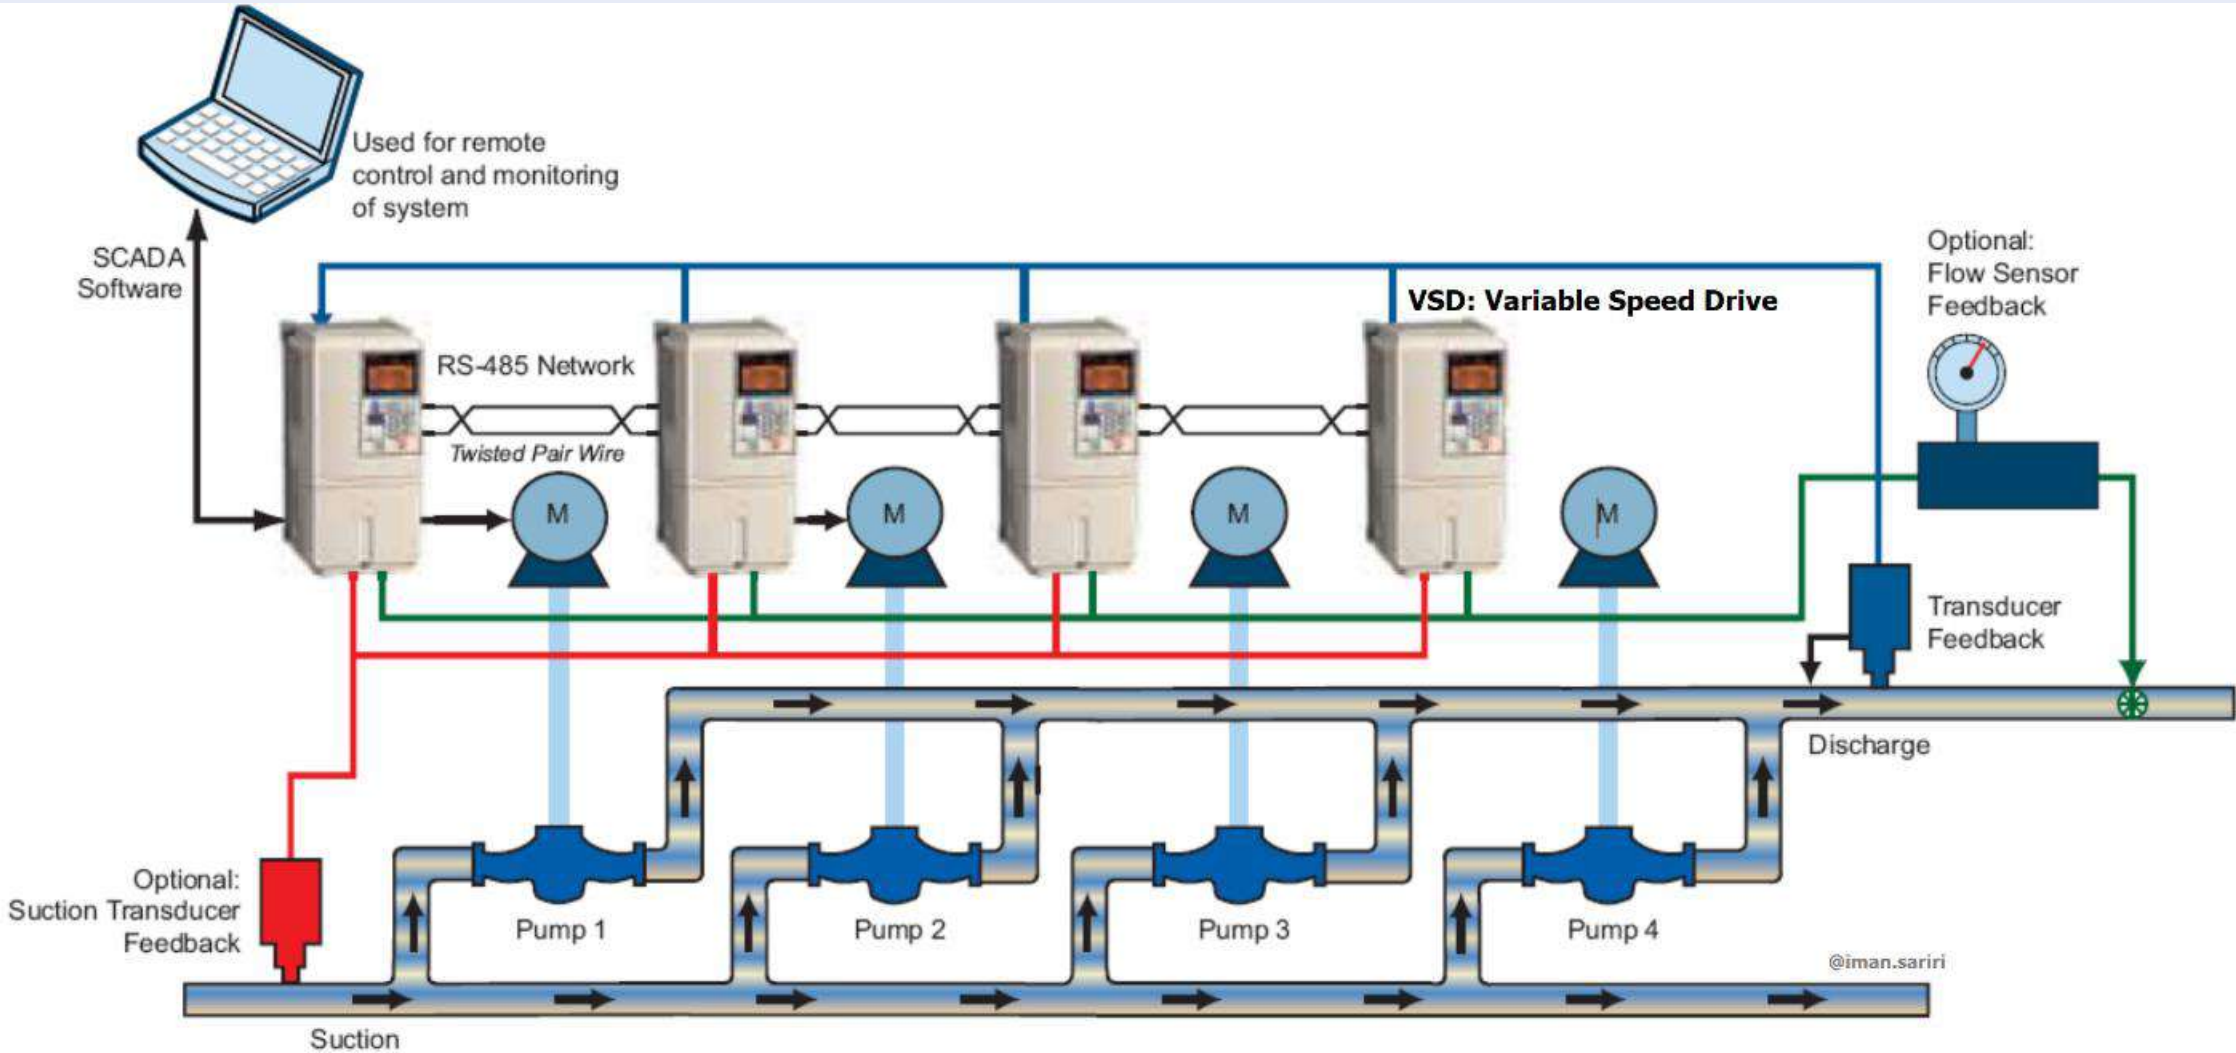 Used for remote
control and monitoring
of system
SCADA
Software
Optional:
Flow Sensor
Feedback
VSD: Variable Speed Drive
RS-485 Network
Twisted Pair Wire
M
M
M
M
Transducer
Feedback
Discharge
Optional:
Suction Transducer
Feedback
Pump 1
Pump 2
Pump 3
Pump 4
@iman.sariri
Suction